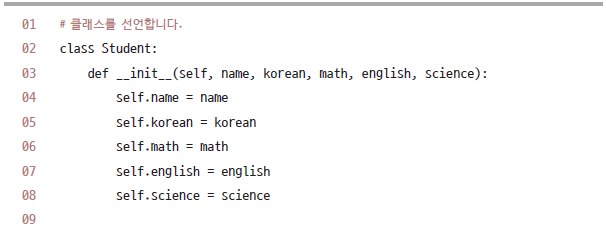 01 # 클래스를 선언합니다.
02 class Student:
03     def __init__(self, name, korean, math, english, science):
04         self.name = name
05         self.korean = korean
06         self.math = math
07         self.english = english
08         self.science = science
09